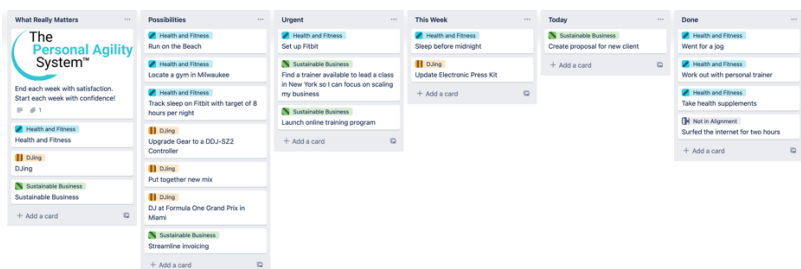 What Really Matters
The
Personal Agility
System™
End each week with satisfaction.
Start each week with confidence!
1
Health and Fitness
Health and Fitness
DJing
DJing
Sustainable Business
Sustainable Business
+ Add a card
Possibilities
Health and Fitness
Run on the Beach
Health and Fitness
Locate a gym in Milwaukee
Health and Fitness
Track sleep on Fitbit with target of 8
hours per night
DJing
Upgrade Gear to a DDJ-SZ2
Controller
DJing
Put together new mix
DJing
DJ at Formula One Grand Prix in
Miami
Sustainable Business
Streamline invoicing
+ Add a card
Urgent
Health and Fitness
Set up Fitbit
Sustainable Business
Find a trainer available to lead a class
in New York so I can focus on scaling
my business
Sustainable Business
Launch online training program
+ Add a card
This Week
Health and Fitness
Sleep before midnight
DJing
Update Electronic Press Kit
+ Add a card
Today
Sustainable Business
Create proposal for new client
+ Add a card
Done
Health and Fitness
Went for a jog
Health and Fitness
Work out with personal trainer
Health and Fitness
Take health supplements
Not in Alignment
Surfed the internet for two hours
+ Add a card